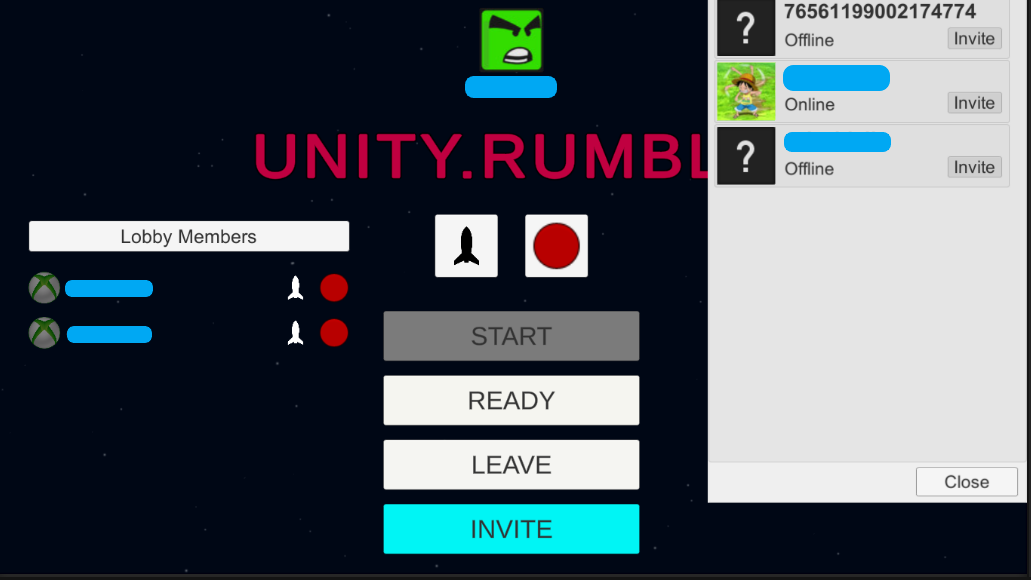 76561199002174774
?
Offline
Invite
Online
Invite
?
Offline
Invite
UNITY.RUMBL
Lobby Members
START
READY
LEAVE
INVITE
Close